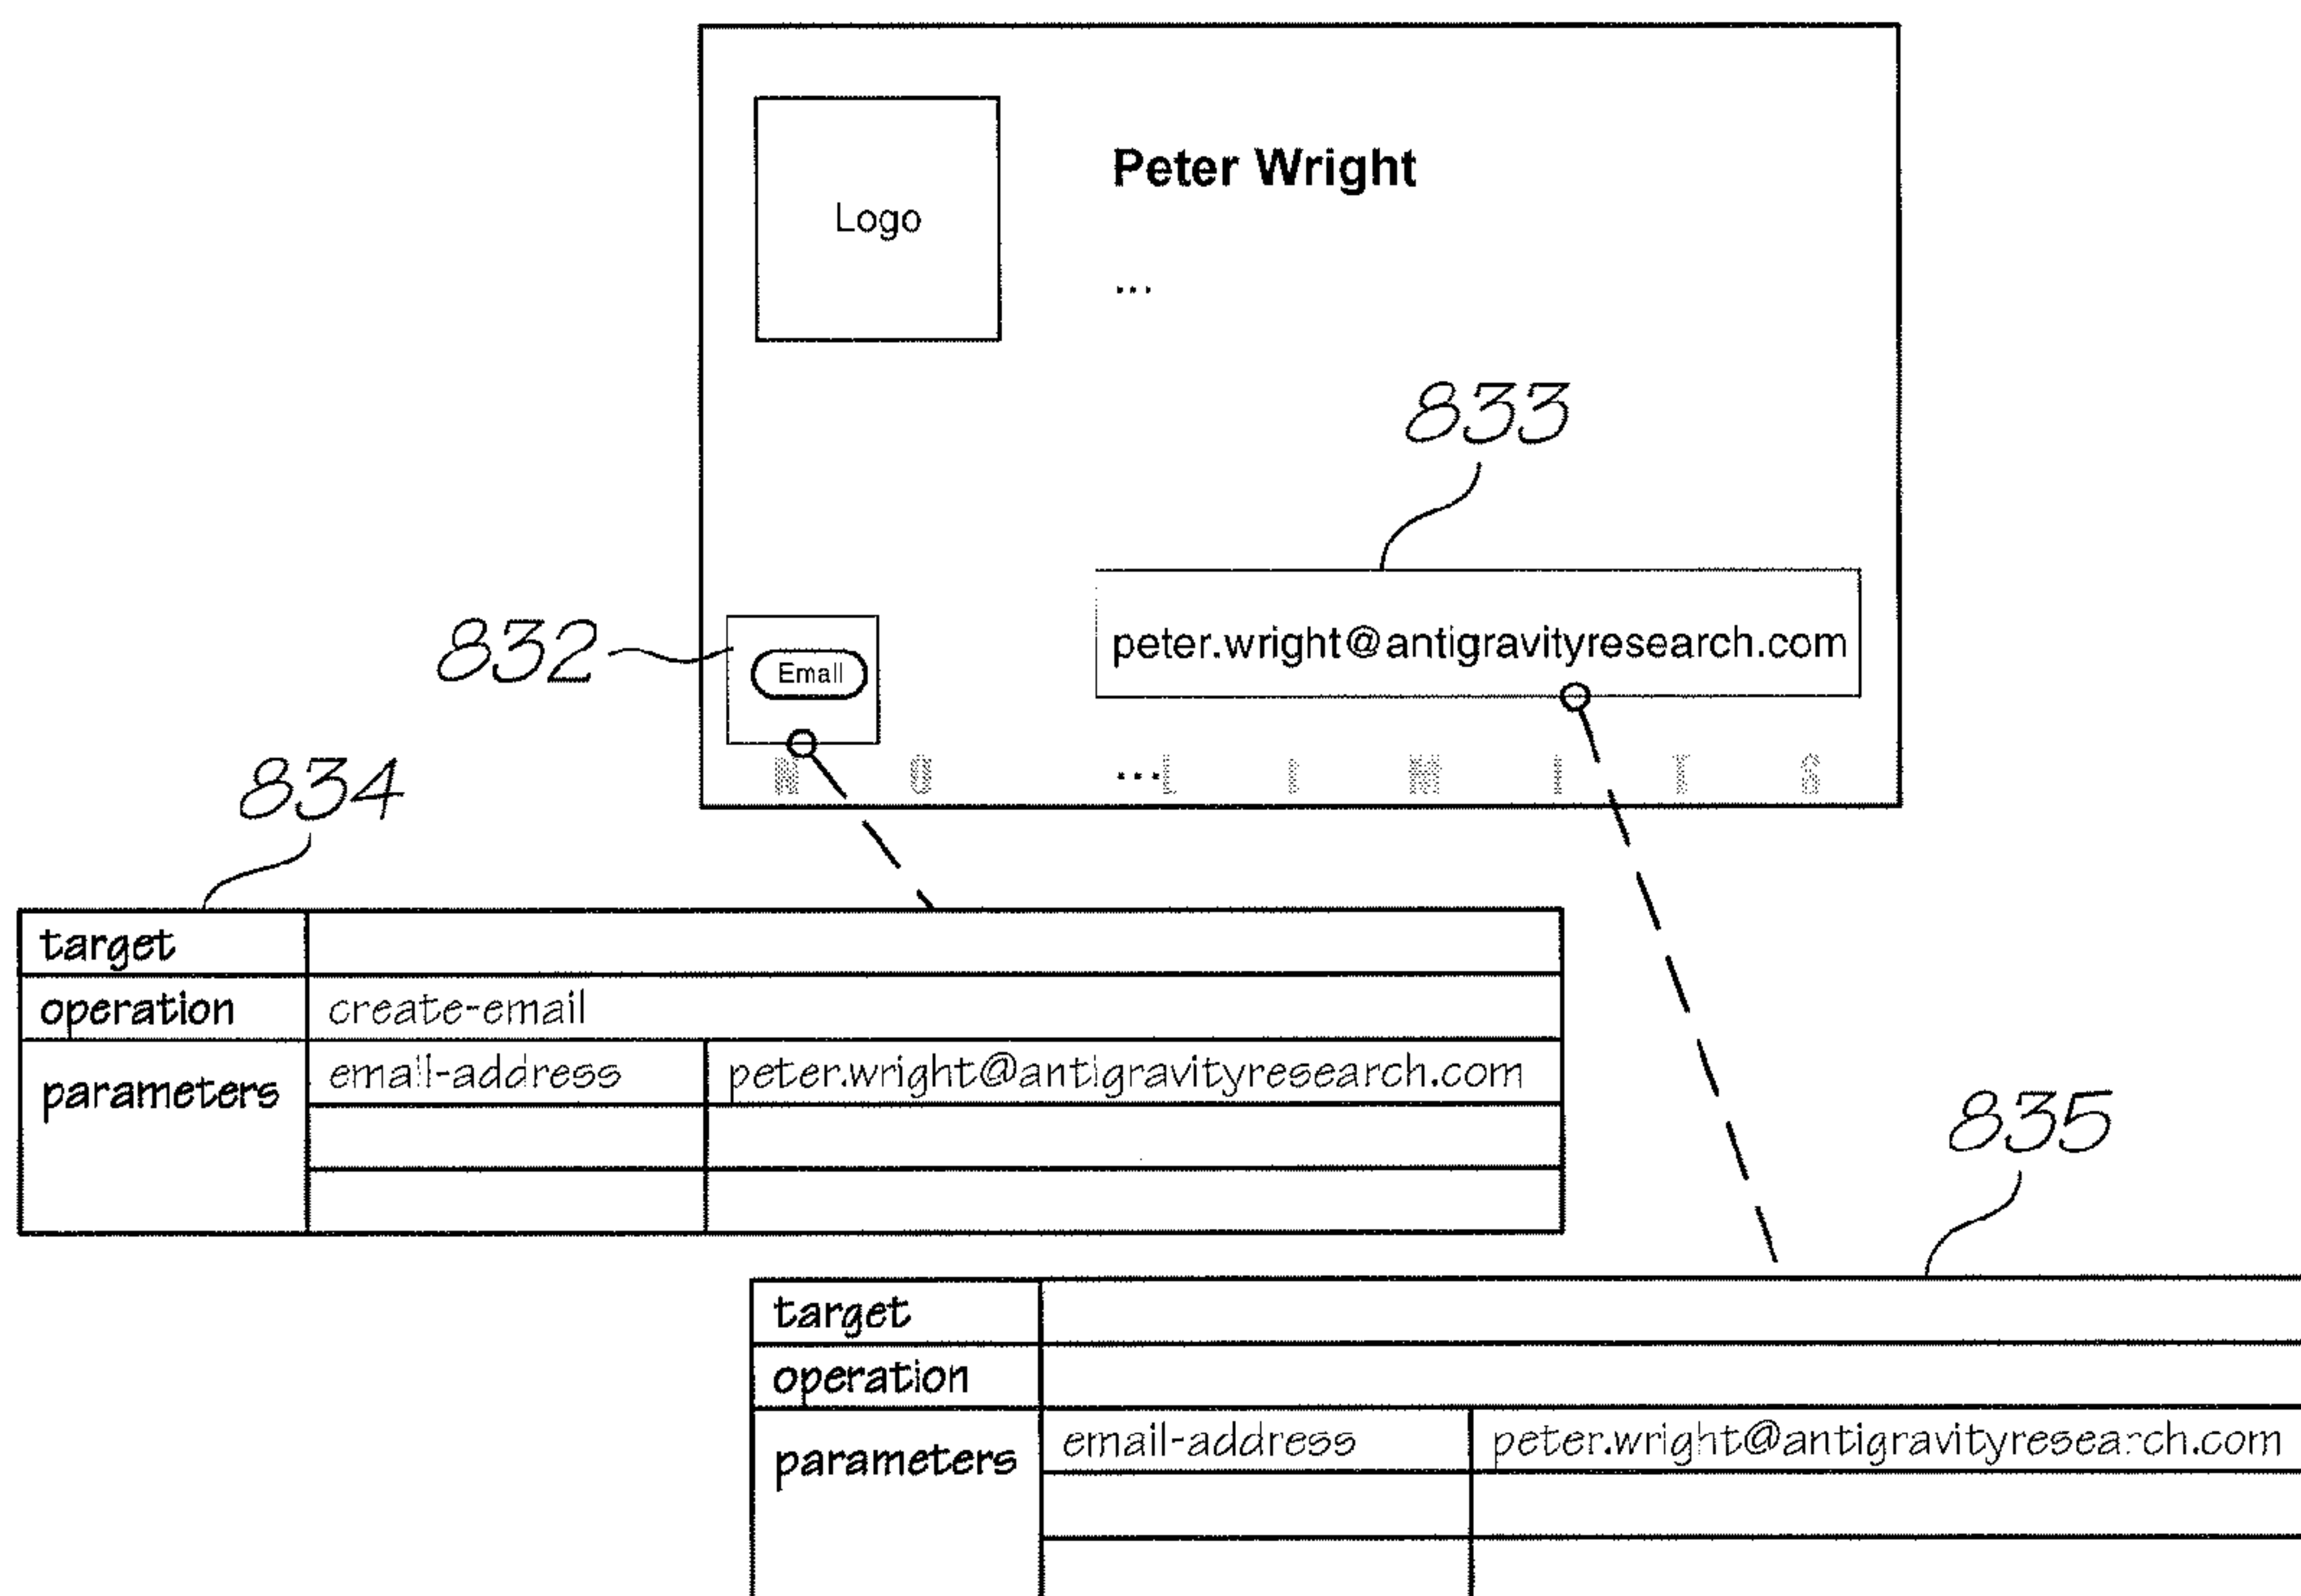 Peter Wright
Logo
...
833
832
peter.wright@antigravityresearch.com
Email
N O ... L I M I T S
834
target
operation create-email
parameters email-address peter.wright@antigravityresearch.com
835
target
operation
parameters email-address peter.wright@antigravityresearch.com